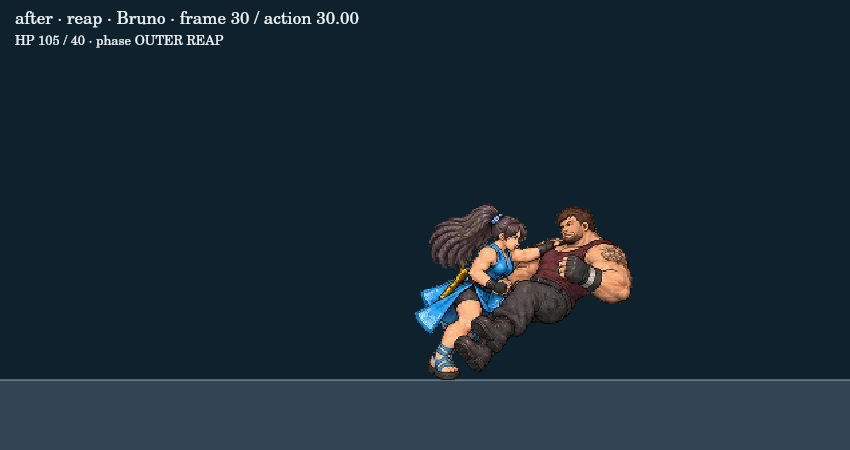 after · reap · Bruno · frame 30 / action 30.00
HP 105 / 40 · phase OUTER REAP